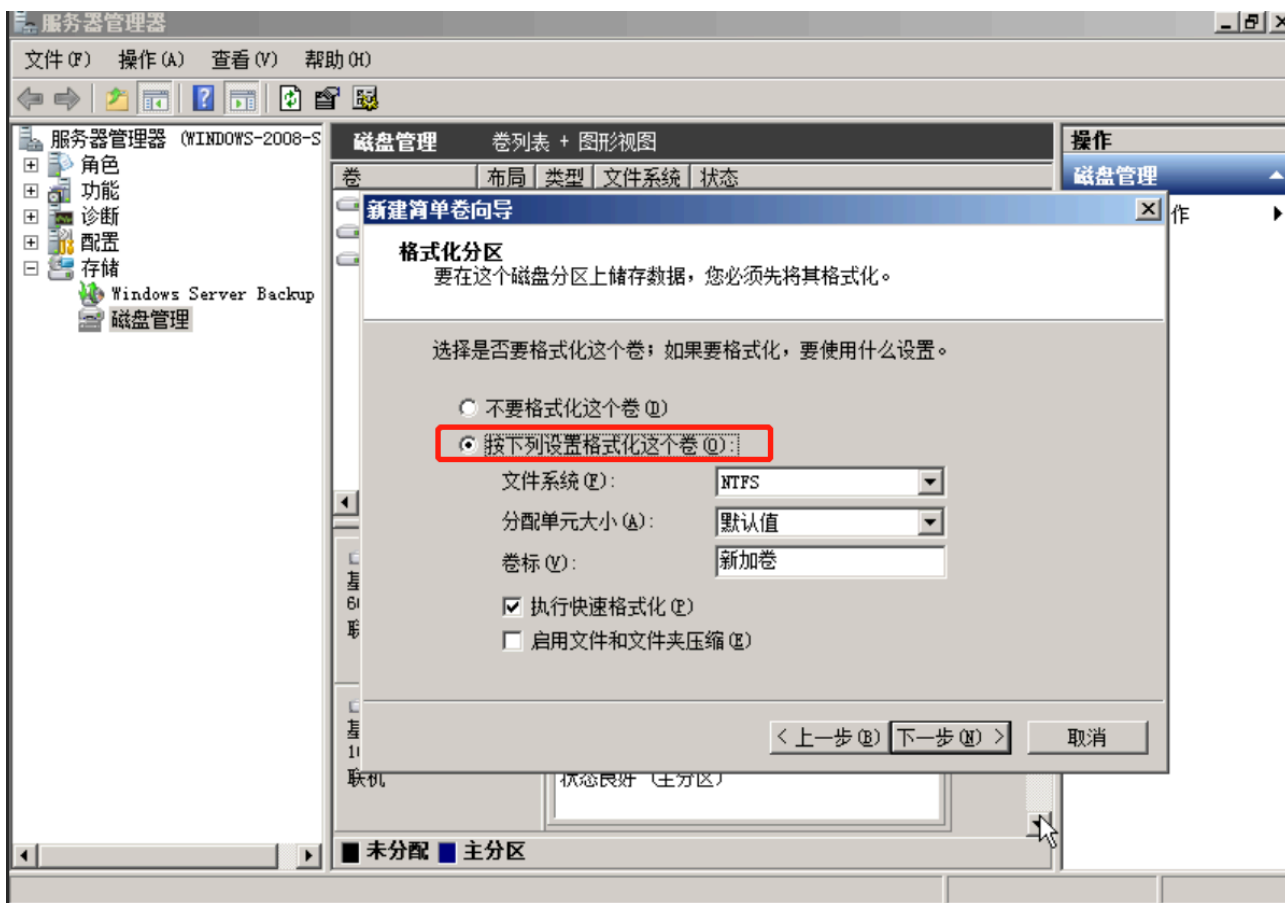 服务器管理器
文件(F) 操作(A) 查看(V) 帮助(H)
服务器管理器 (WINDOWS-2008-S
角色
功能
诊断
配置
存储
Windows Server Backup
磁盘管理
磁盘管理 卷列表 + 图形视图
卷 布局 类型 文件系统 状态
操作
磁盘管理
作
新建简单卷向导
格式化分区
要在这个磁盘分区上储存数据，您必须先将其格式化。
选择是否要格式化这个卷；如果要格式化，要使用什么设置。
不要格式化这个卷(D)
按下列设置格式化这个卷(O):
文件系统(F): NTFS
分配单元大小(A): 默认值
卷标(V): 新加卷
执行快速格式化(P)
启用文件和文件夹压缩(E)
< 上一步(B) 下一步(N) > 取消
基
联
基
联机
状态良好 (主分区)
未分配 主分区